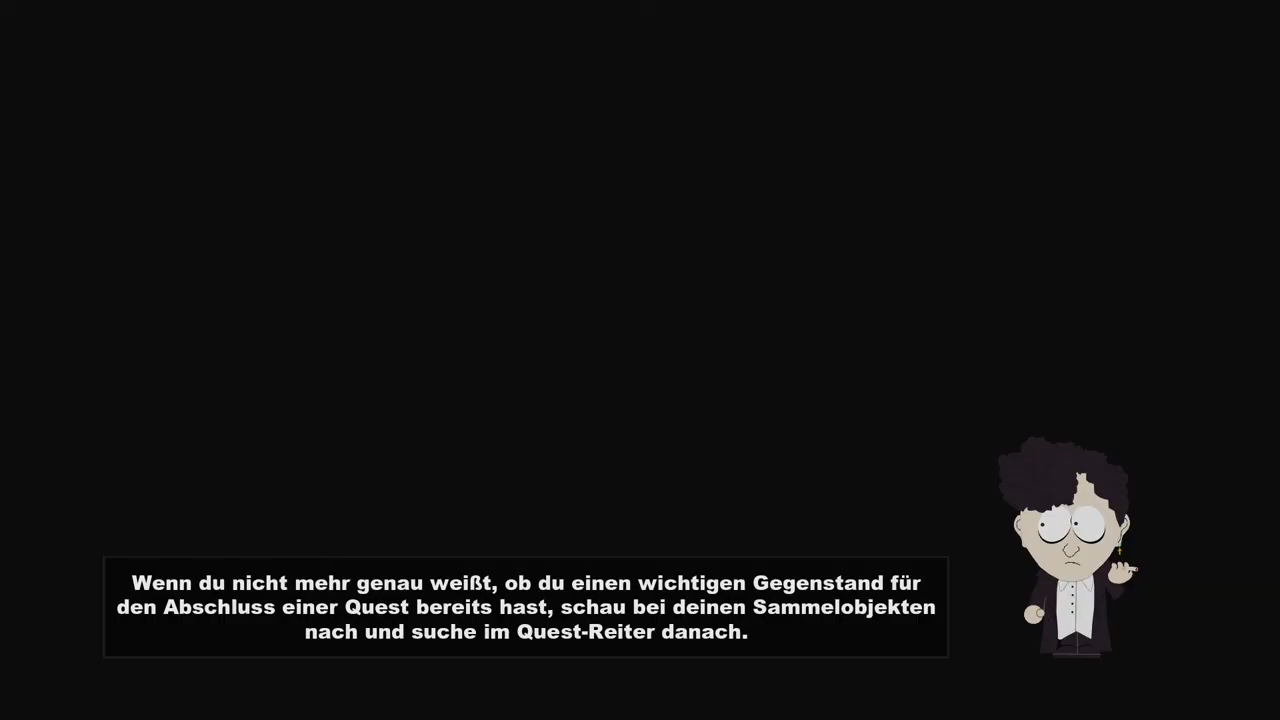 Wenn du nicht mehr genau weißt, ob du einen wichtigen Gegenstand für
den Abschluss einer Quest bereits hast, schau bei deinen Sammelobjekten
nach und suche im Quest-Reiter danach.